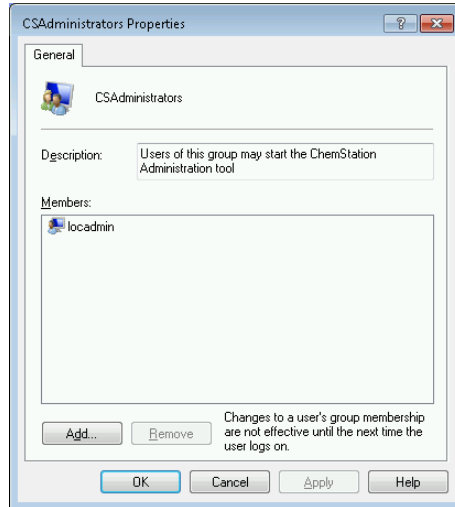 CSAdministrators Properties
General
CSAdministrators
Description:
Users of this group may start the ChemStation
Administration tool
Members:
locadmin
Add...
Remove
Changes to a user's group membership
are not effective until the next time the
user logs on.
OK
Cancel
Apply
Help